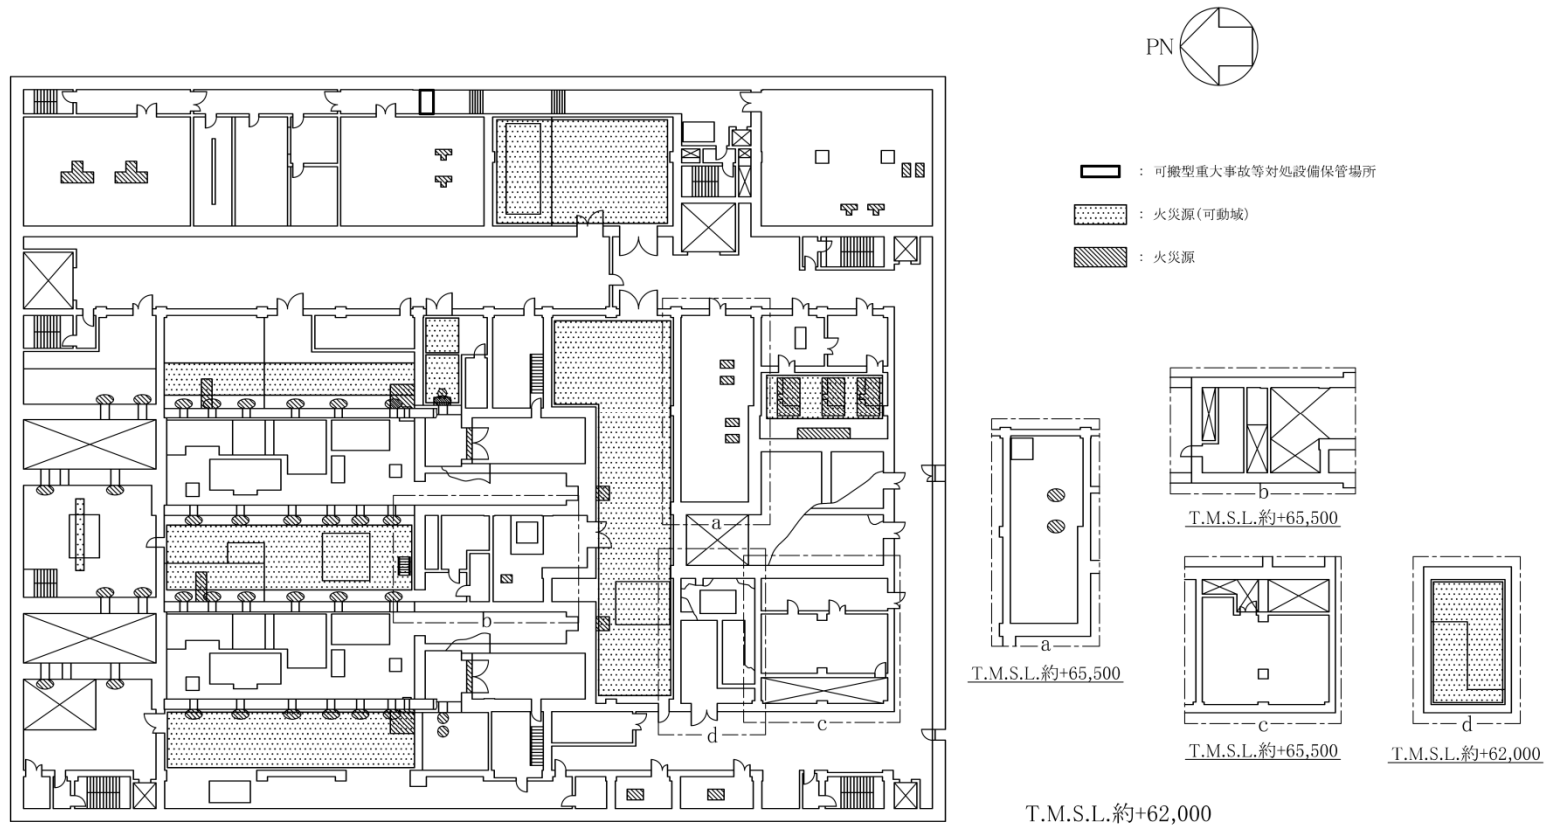 PN
： 可搬型重大事故等対処設備保管場所
： 火災源(可動域)
： 火災源
a
b
c
d
b
T.M.S.L.約+65,500
a
T.M.S.L.約+65,500
c
T.M.S.L.約+65,500
d
T.M.S.L.約+62,000
T.M.S.L.約+62,000